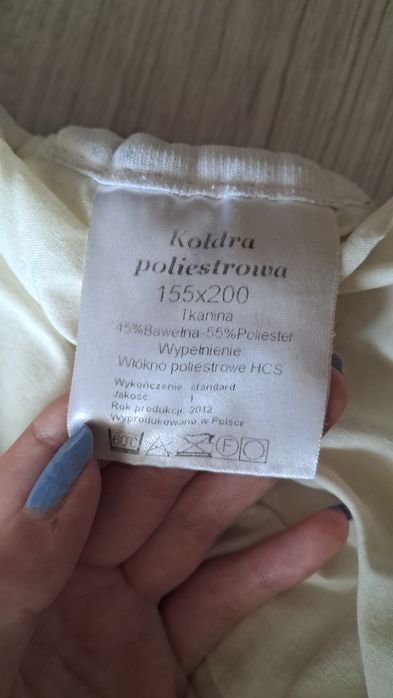 Kołdra
poliestrowa
155x200
Tkanina
45%Bawełna-55%Poliester
Wypełnienie
Włókno poliestrowe HCS
Wykończenie: standard
Jakość: 1
Rok produkcji: 2012
Wyprodukowano w Polsce
60°C F